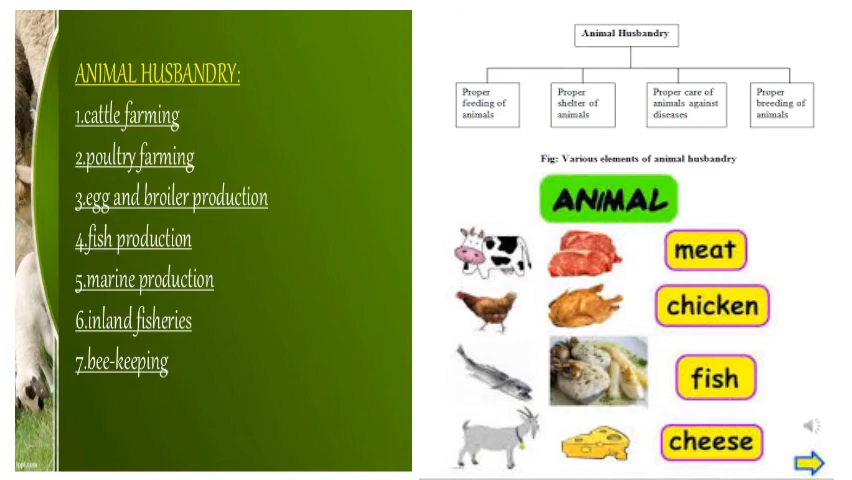 ANIMAL HUSBANDRY:
1.cattle farming
2.poultry farming
3.egg and broiler production
4.fish production
5.marine production
6.inland fisheries
7.bee-keeping
Animal Husbandry
Proper
feeding of
animals
Proper
shelter of
animals
Proper care of
animals against
diseases
Proper
breeding of
animals
Fig: Various elements of animal husbandry
ANIMAL
meat
chicken
fish
cheese